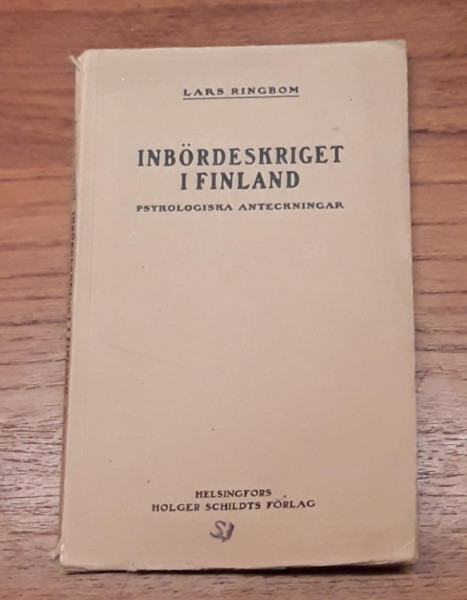 LARS RINGBOM
INBÖRDESKRIGET
I FINLAND
PSYKOLOGISKA ANTECKNINGAR
HELSINGFORS
HOLGER SCHILDTS FÖRLAG